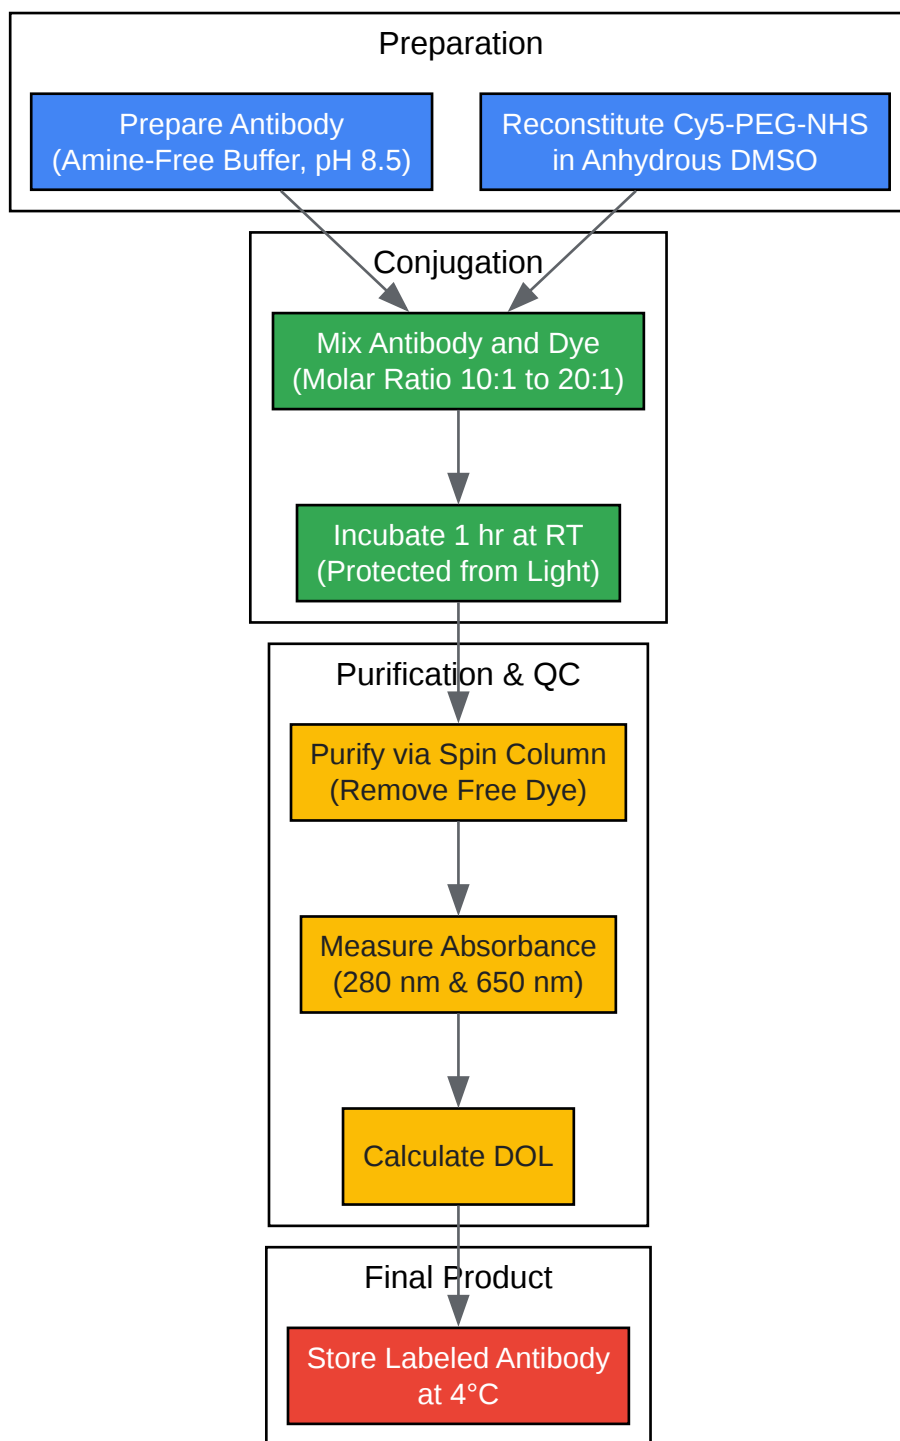 Preparation
Prepare Antibody
(Amine-Free Buffer, pH 8.5)
Reconstitute Cy5-PEG-NHS
in Anhydrous DMSO
Conjugation
Mix Antibody and Dye
(Molar Ratio 10:1 to 20:1)
Incubate 1 hr at RT
(Protected from Light)
Purification & QC
Purify via Spin Column
(Remove Free Dye)
Measure Absorbance
(280 nm & 650 nm)
Calculate DOL
Final Product
Store Labeled Antibody
at 4°C